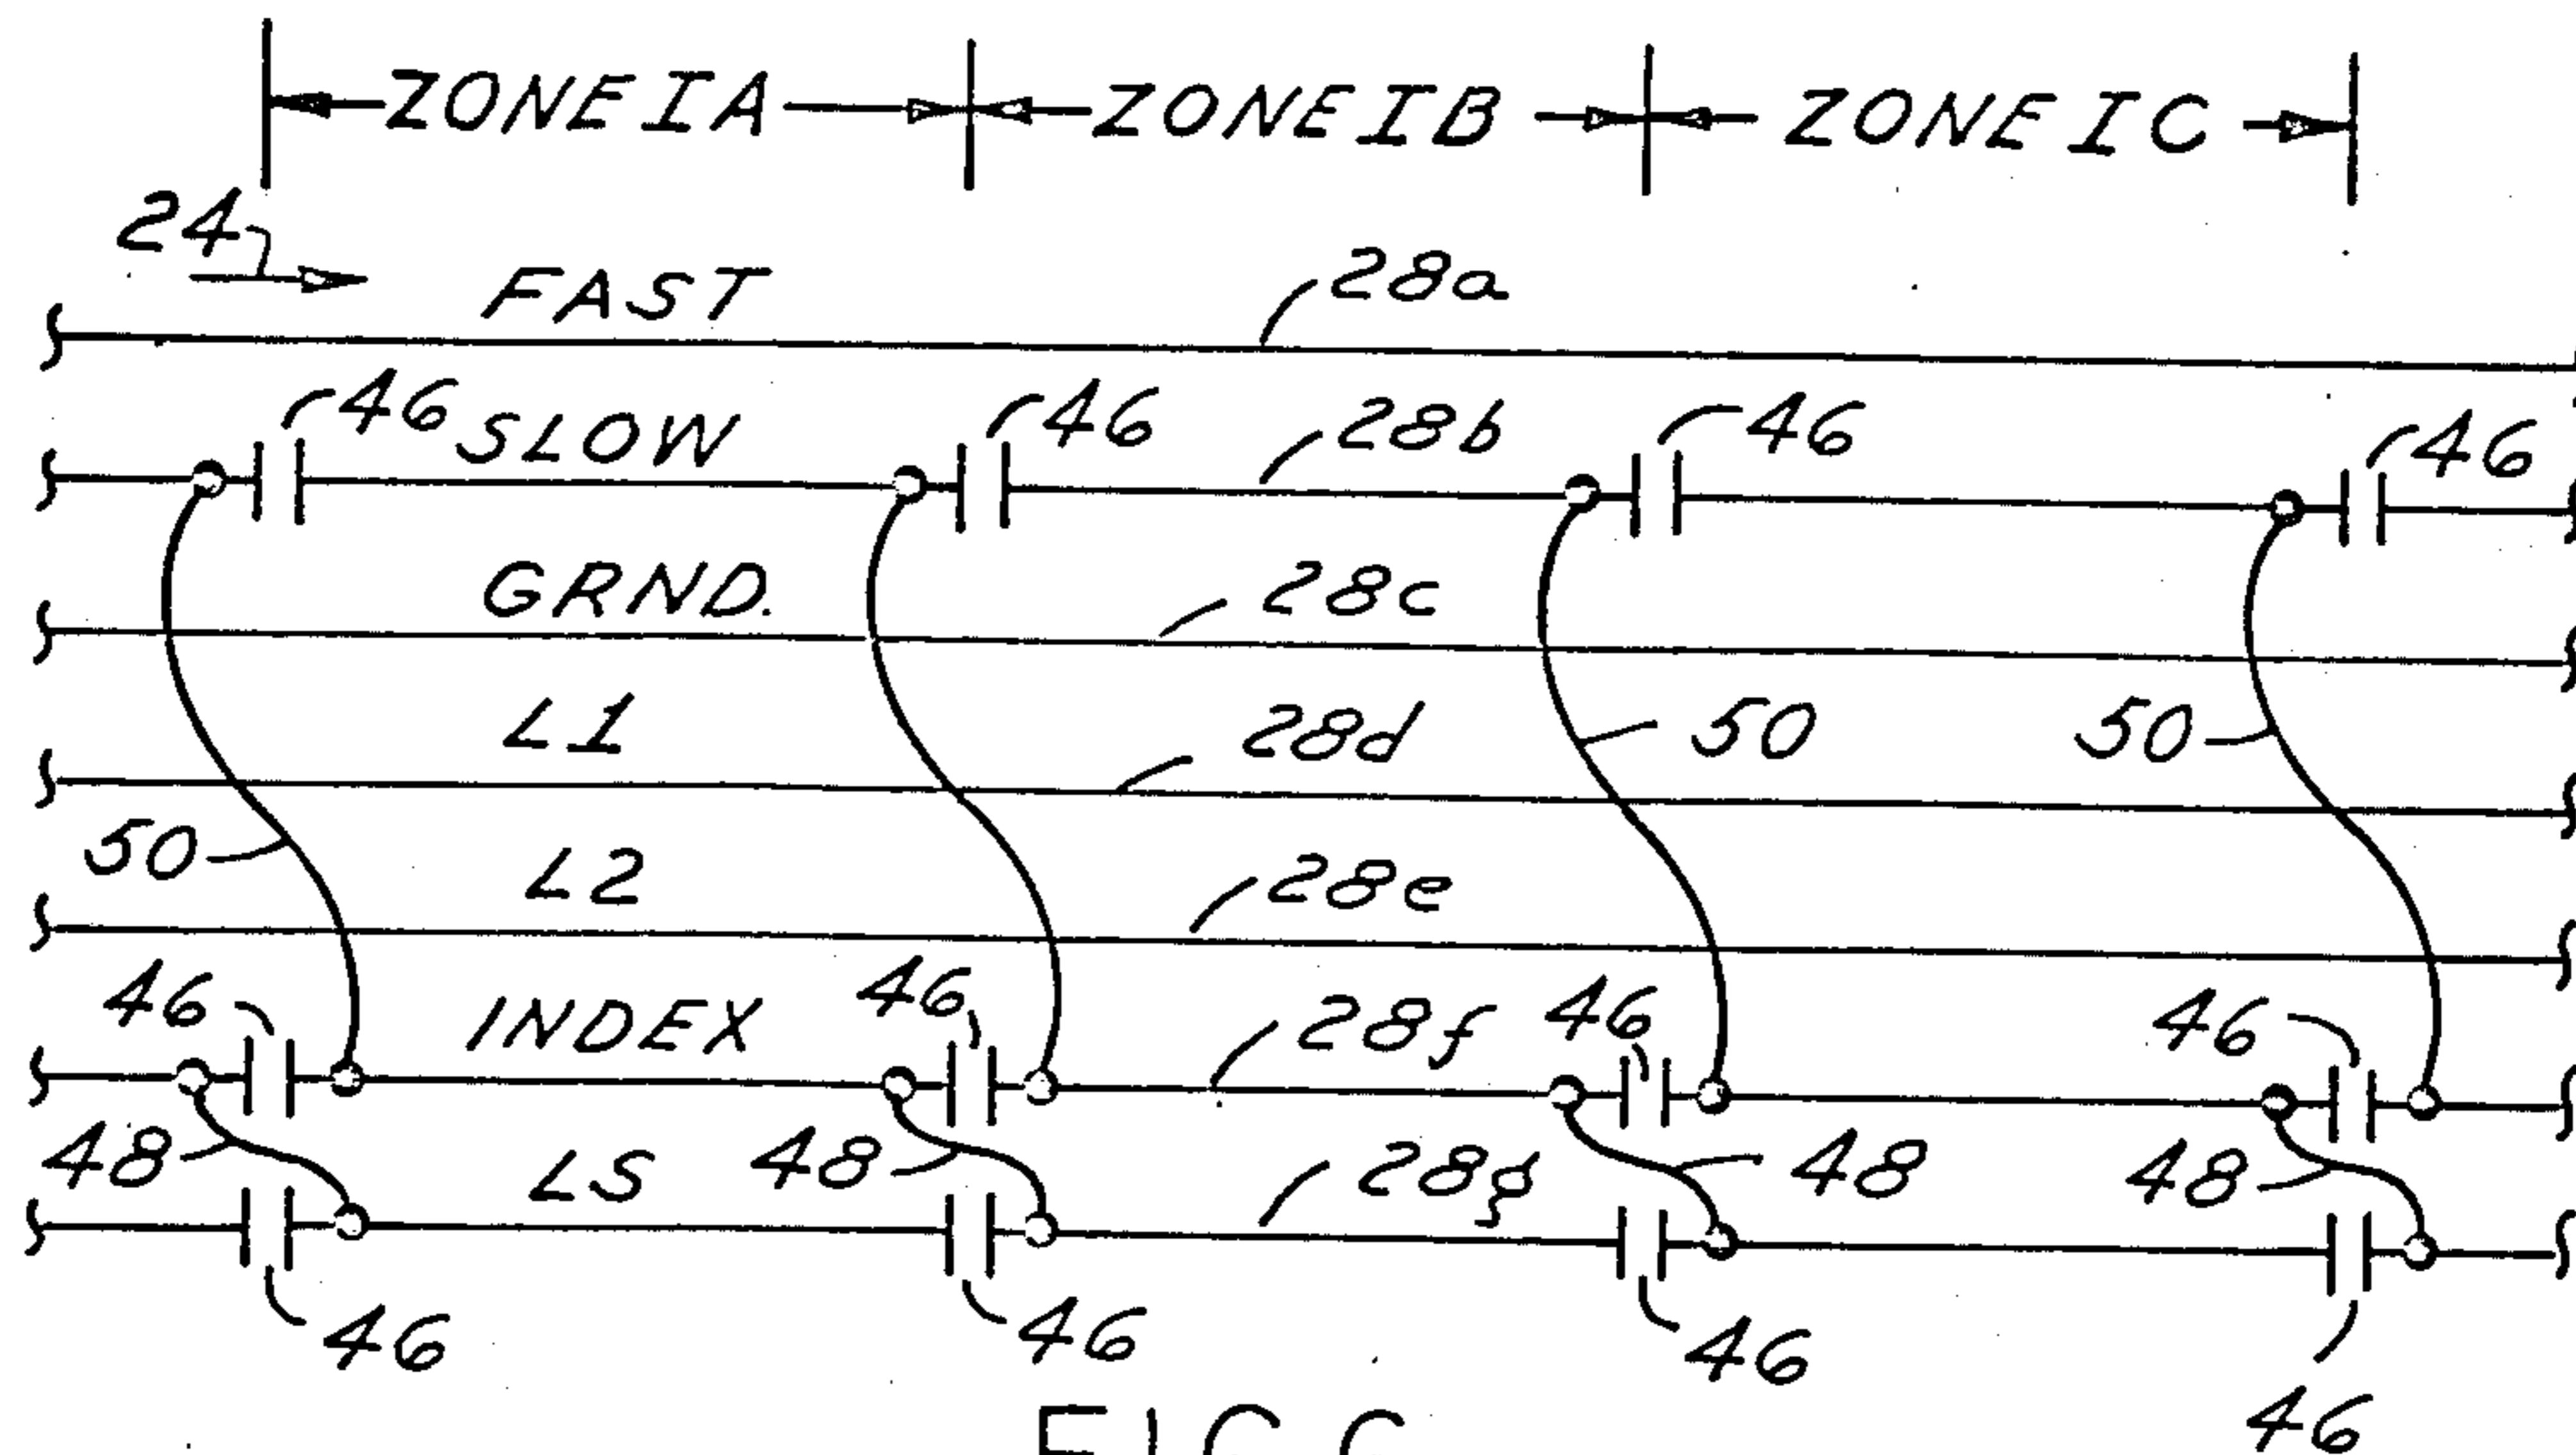 ZONE IA ZONE IB ZONE IC
24
FAST 28a
46 SLOW 46 28b 46 46
GRND. 28c
L1 28d 50 50
50 L2 28e
46 INDEX 46 28f 46 46
48 LS 48 28g 48 48
46 46 46 46